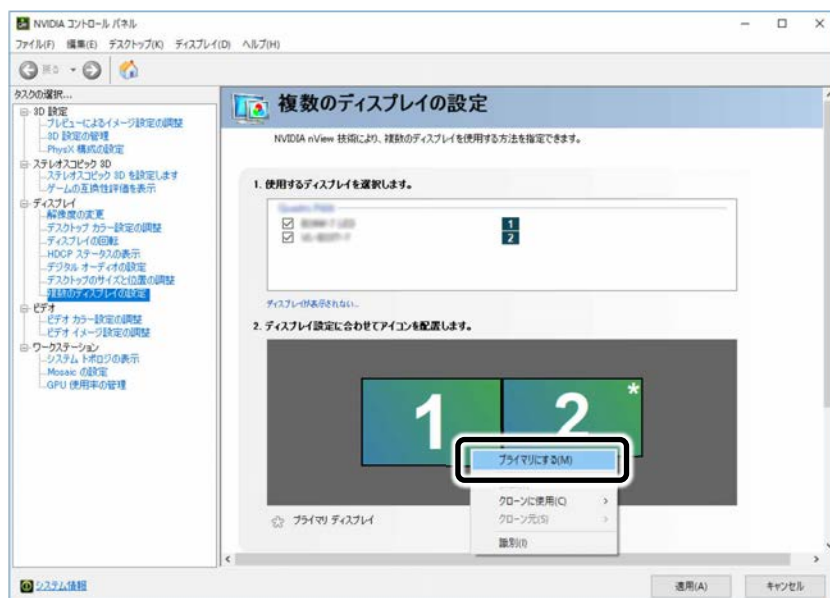 NVIDIA コントロール パネル
ファイル(F) 編集(E) デスクトップ(K) ディスプレイ(D) ヘルプ(H)
戻る
タスクの選択...
3D 設定
プレビューによるイメージ設定の調整
3D 設定の管理
PhysX 構成の設定
ステレオスコピック 3D
ステレオスコピック 3D を設定します
ゲームの互換性評価を表示
ディスプレイ
解像度の変更
デスクトップ カラー設定の調整
ディスプレイの回転
HDCP ステータスの表示
デジタル オーディオの設定
デスクトップのサイズと位置の調整
複数のディスプレイの設定
ビデオ
ビデオ カラー設定の調整
ビデオ イメージ設定の調整
ワークステーション
システム トポロジの表示
Mosaic の設定
GPU 使用率の管理
システム情報
複数のディスプレイの設定
NVIDIA nView 技術により、複数のディスプレイを使用する方法を指定できます。
1. 使用するディスプレイを選択します。
1
2
ディスプレイが表示されない...
2. ディスプレイ設定に合わせてアイコンを配置します。
1 2 *
プライマリにする(M)
クローンに使用(C) >
クローン元(S) >
識別(I)
プライマリ ディスプレイ
適用(A) キャンセル